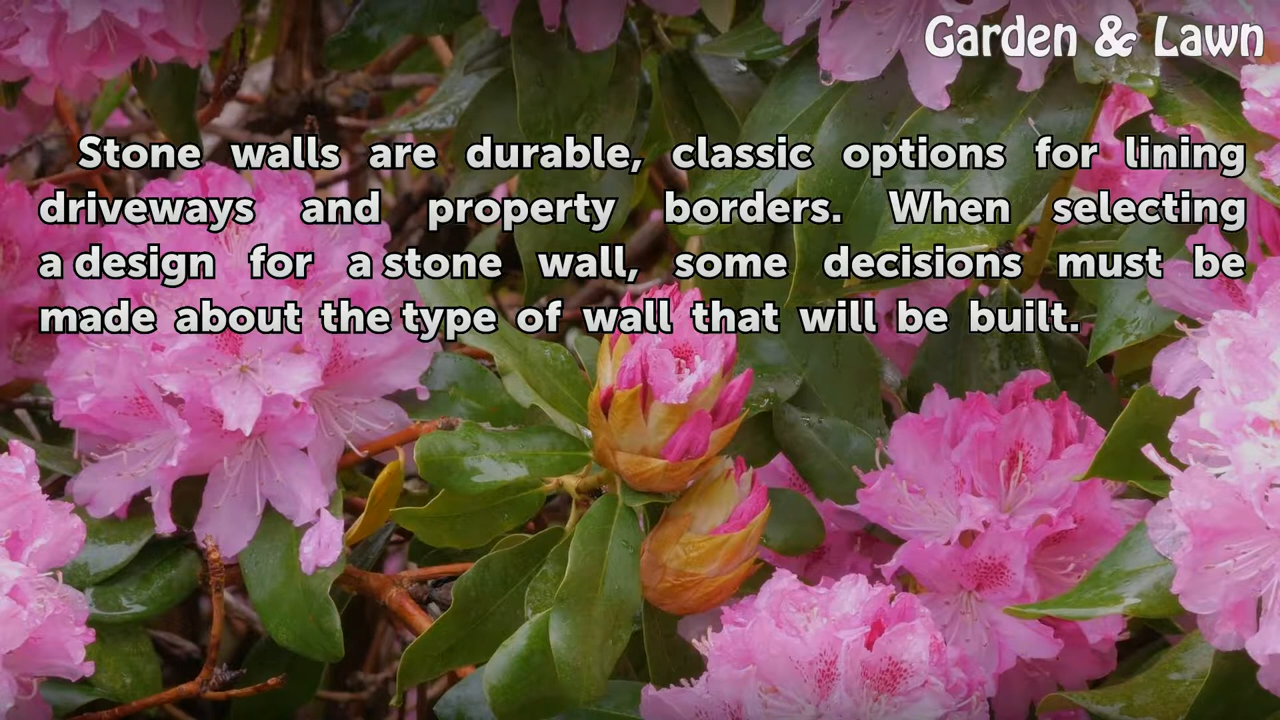 Garden & Lawn
Stone walls are durable, classic options for lining
driveways and property borders. When selecting
a design for a stone wall, some decisions must be
made about the type of wall that will be built.